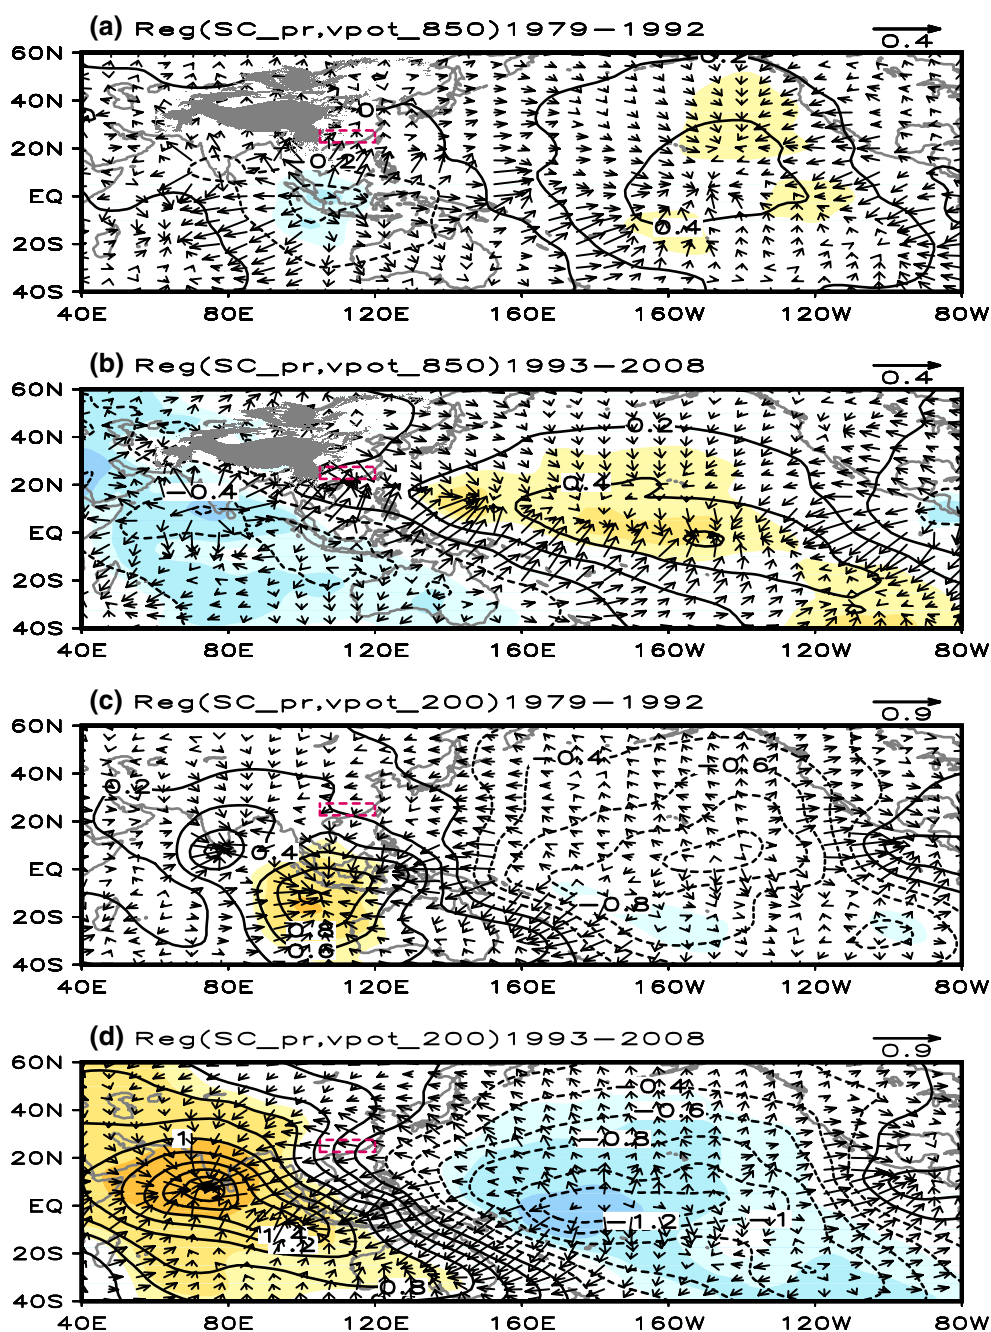 (a) Reg(SC_pr,vpot_850)1979-1992
0.4
60N
40N
20N
EQ
20S
40S
0.2
0
0.2
0.4
40E 80E 120E 160E 160W 120W 80W
(b) Reg(SC_pr,vpot_850)1993-2008
0.4
60N
40N
20N
EQ
20S
40S
0.2
-0.4
0.4
40E 80E 120E 160E 160W 120W 80W
(c) Reg(SC_pr,vpot_200)1979-1992
0.9
60N
40N
20N
EQ
20S
40S
-0.4
-0.6
0.2
0.4
-0.8
0.8
0.6
40E 80E 120E 160E 160W 120W 80W
(d) Reg(SC_pr,vpot_200)1993-2008
0.9
60N
40N
20N
EQ
20S
40S
-0.4
-0.6
1
-0.8
-1.2
-1
1.4
1.2
0.8
40E 80E 120E 160E 160W 120W 80W